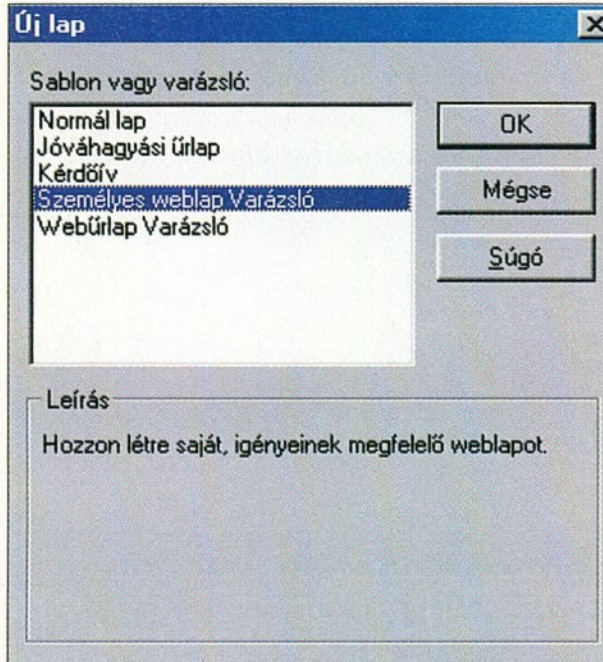 Új lap
Sablon vagy varázsló:
Normál lap
Jóváhagyási űrlap
Kérdőív
Személyes weblap Varázsló
Webűrlap Varázsló
OK
Mégse
Súgó
Leírás
Hozzon létre saját, igényeinek megfelelő weblapot.